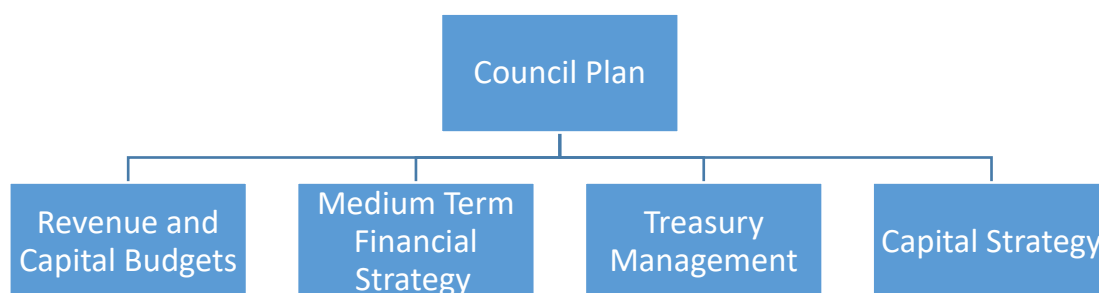 Council Plan
Revenue and
Capital Budgets
Medium Term
Financial
Strategy
Treasury
Management
Capital Strategy